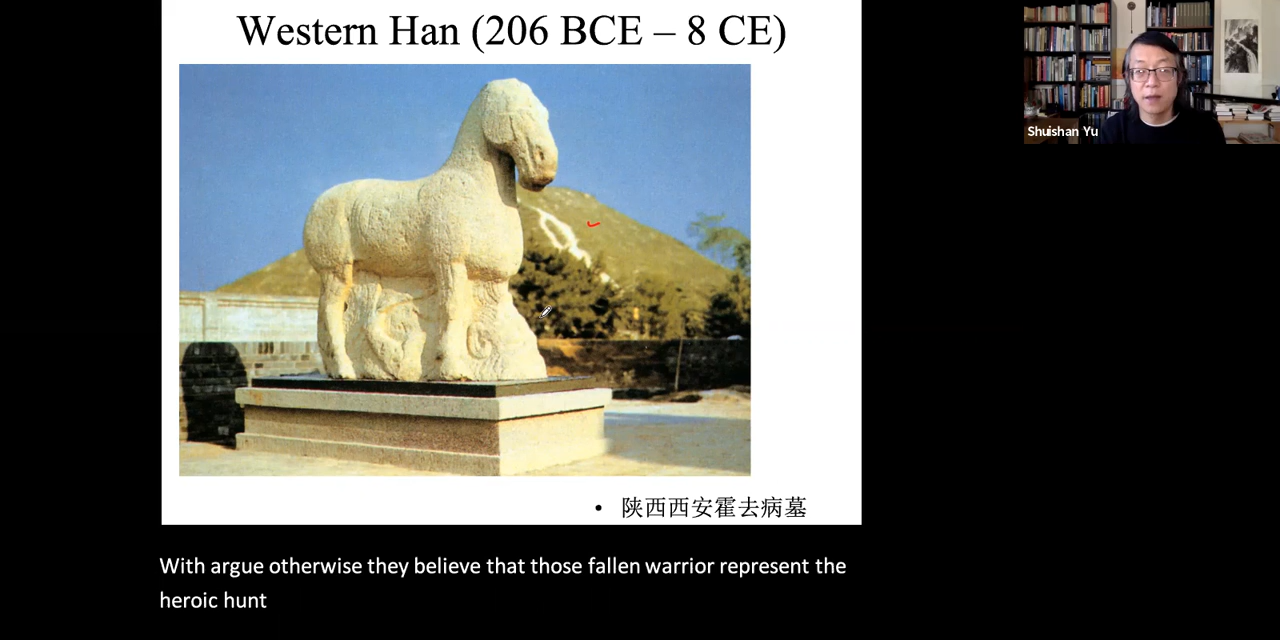 Western Han (206 BCE – 8 CE)
Shuishan Yu
• 陕西西安霍去病墓
With argue otherwise they believe that those fallen warrior represent the
heroic hunt